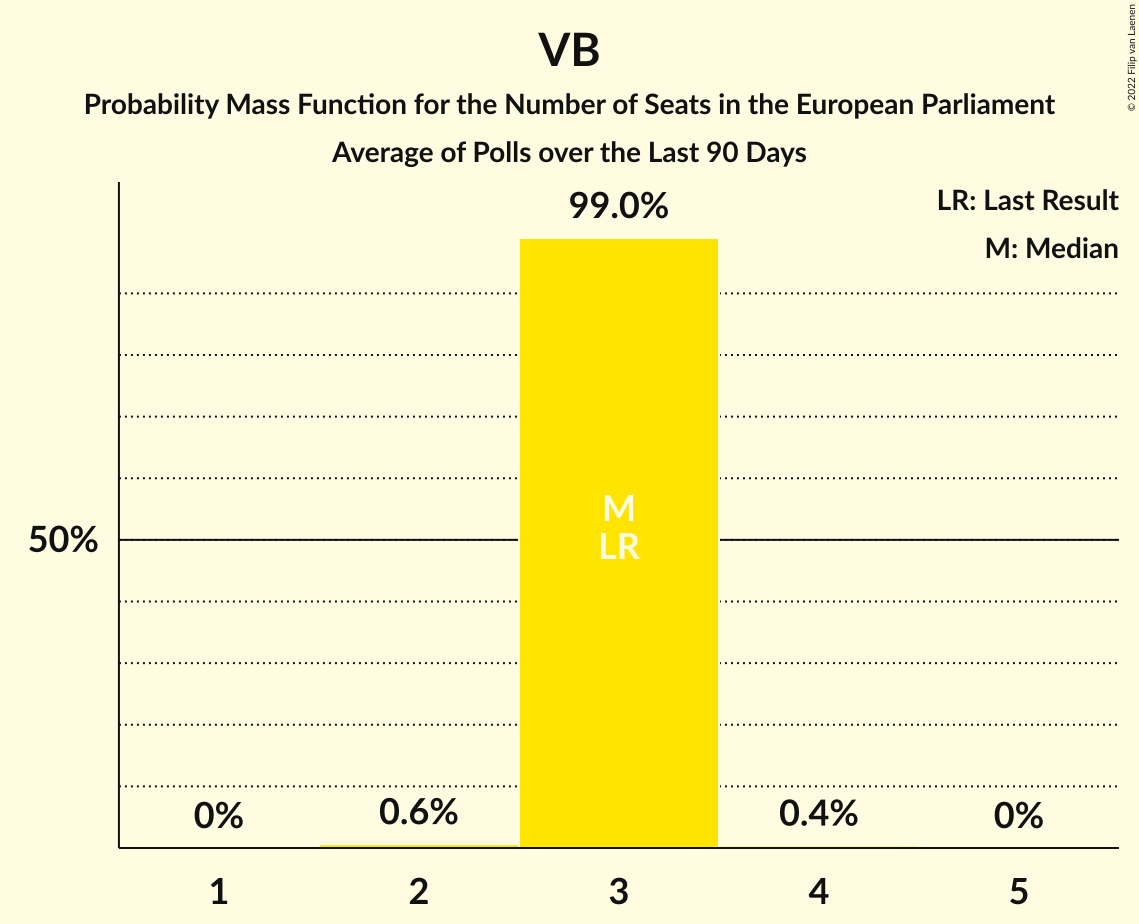 VB
Probability Mass Function for the Number of Seats in the European Parliament
Average of Polls over the Last 90 Days
© 2022 Filip van Laenen
LR: Last Result
M: Median
99.0%
M
LR
50%
0%
0.6%
0.4%
0%
1
2
3
4
5